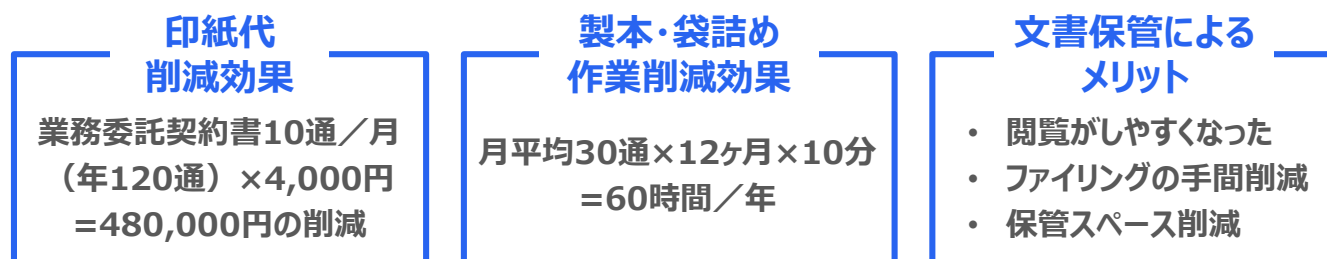 印紙代
削減効果
業務委託契約書10通／月
（年120通）×4,000円
=480,000円の削減
製本・袋詰め
作業削減効果
月平均30通×12ヶ月×10分
=60時間／年
文書保管による
メリット
• 閲覧がしやすくなった
• ファイリングの手間削減
• 保管スペース削減